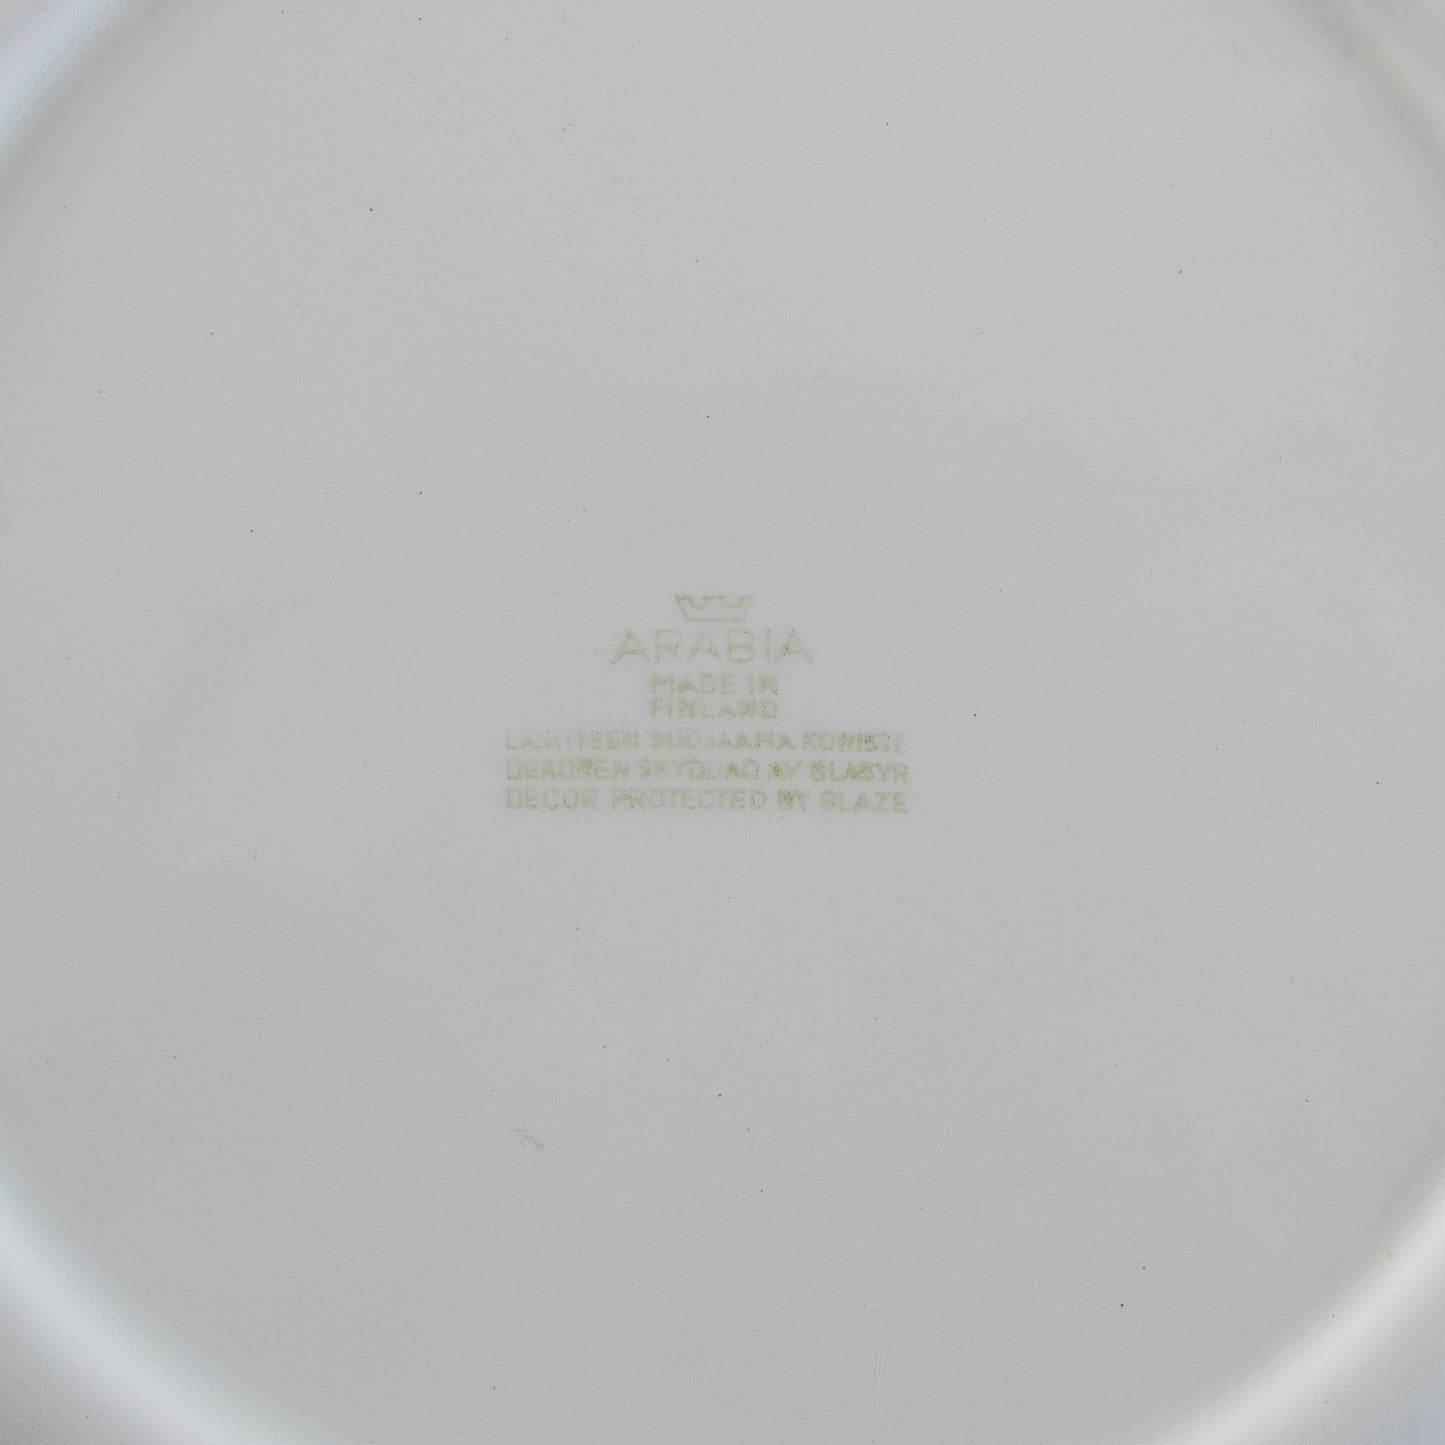 ARABIA
MADE IN
FINLAND
LASITTEEN SUOJAAMA KORISTE
DEKOREN SKYDDAD AV GLASYR
DECOR PROTECTED BY GLAZE